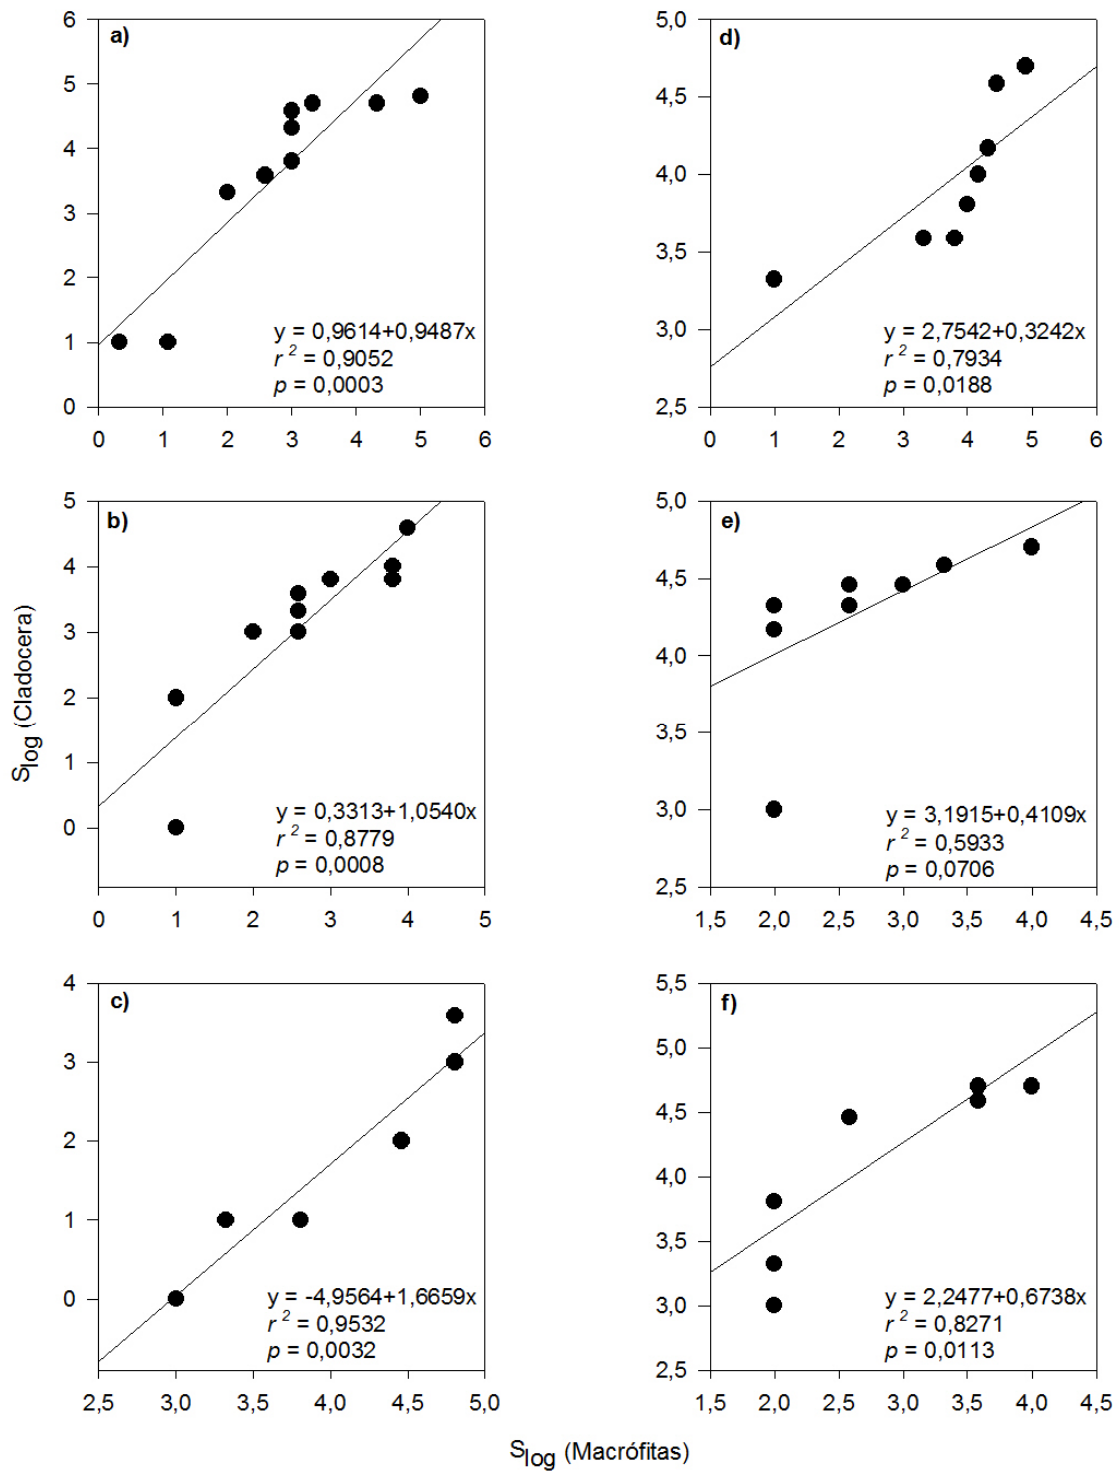 a)
6
5
4
3
2
1
0
y = 0,9614+0,9487x
r 2 = 0,9052
p = 0,0003
0 1 2 3 4 5 6
d)
5,0
4,5
4,0
3,5
3,0
2,5
y = 2,7542+0,3242x
r 2 = 0,7934
p = 0,0188
0 1 2 3 4 5 6
b)
5
4
3
2
1
0
y = 0,3313+1,0540x
r 2 = 0,8779
p = 0,0008
0 1 2 3 4 5
e)
5,0
4,5
4,0
3,5
3,0
2,5
y = 3,1915+0,4109x
r 2 = 0,5933
p = 0,0706
1,5 2,0 2,5 3,0 3,5 4,0 4,5
c)
4
3
2
1
0
y = -4,9564+1,6659x
r 2 = 0,9532
p = 0,0032
2,5 3,0 3,5 4,0 4,5 5,0
f)
5,5
5,0
4,5
4,0
3,5
3,0
2,5
y = 2,2477+0,6738x
r 2 = 0,8271
p = 0,0113
1,5 2,0 2,5 3,0 3,5 4,0 4,5
Slog (Cladocera)
Slog (Macrófitas)